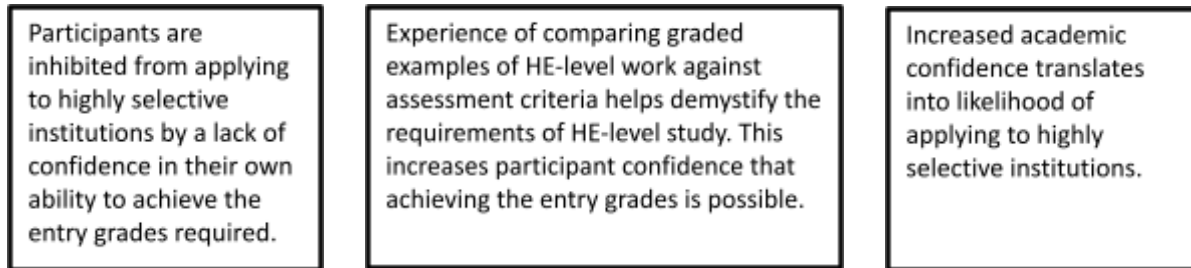 Participants are
inhibited from applying
to highly selective
institutions by a lack of
confidence in their own
ability to achieve the
entry grades required.
Experience of comparing graded
examples of HE-level work against
assessment criteria helps demystify the
requirements of HE-level study. This
increases participant confidence that
achieving the entry grades is possible.
Increased academic
confidence translates
into likelihood of
applying to highly
selective institutions.